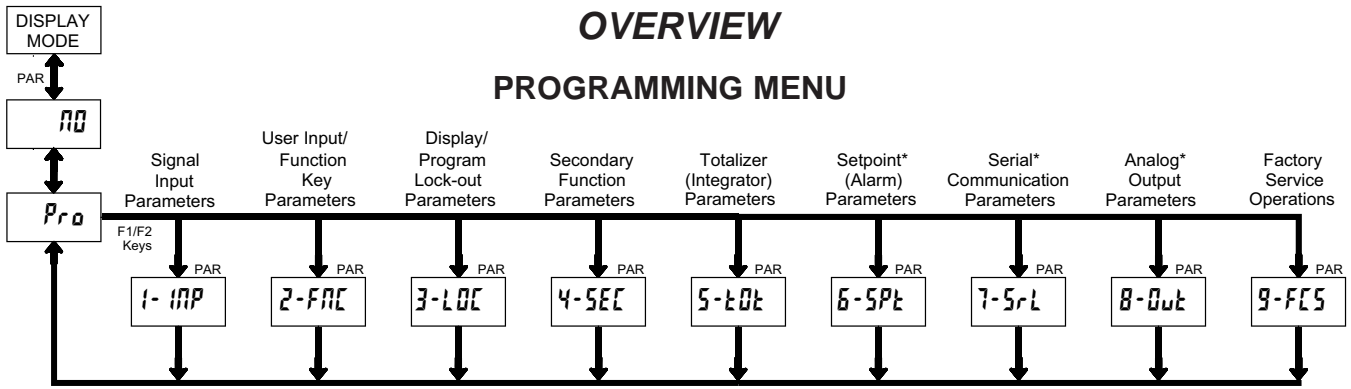 OVERVIEW
PROGRAMMING MENU
DISPLAY
MODE
PAR
NO
Pro
F1/F2
Keys
Signal
Input
Parameters
User Input/
Function
Key
Parameters
Display/
Program
Lock-out
Parameters
Secondary
Function
Parameters
Totalizer
(Integrator)
Parameters
Setpoint*
(Alarm)
Parameters
Serial*
Communication
Parameters
Analog*
Output
Parameters
Factory
Service
Operations
PAR PAR PAR PAR PAR PAR PAR PAR PAR
1-INP 2-FNC 3-LOC 4-SEC 5-tOt 6-SPt 7-SrL 8-Out 9-FCS